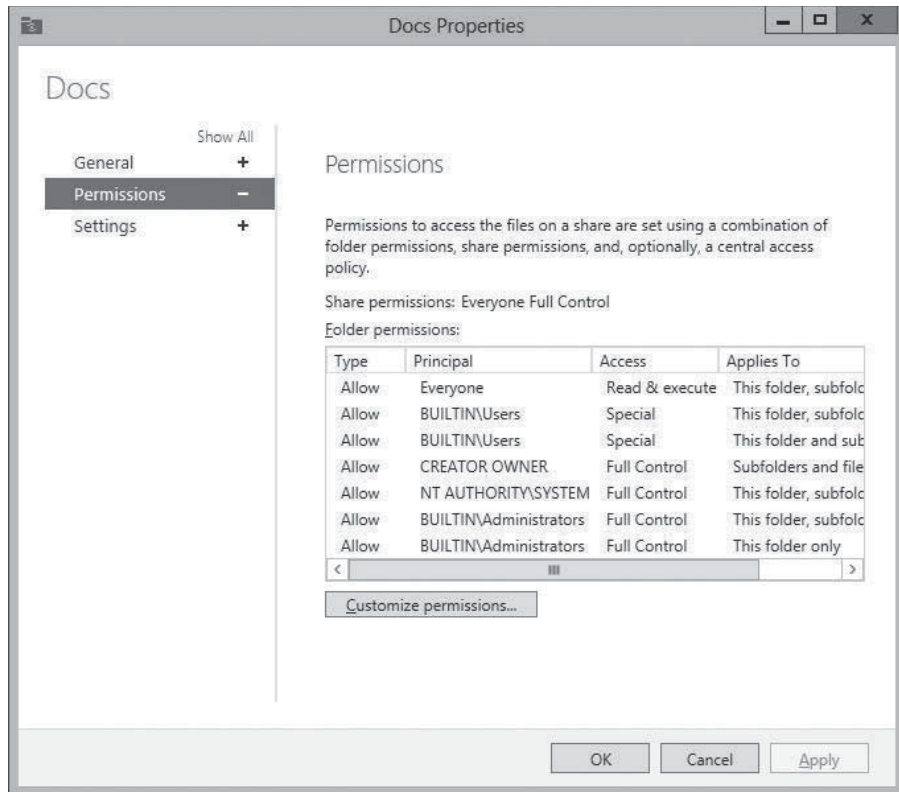 Docs Properties
Docs
Show All
General +
Permissions −
Settings +
Permissions
Permissions to access the files on a share are set using a combination of
folder permissions, share permissions, and, optionally, a central access
policy.
Share permissions: Everyone Full Control
Folder permissions:
Type Principal Access Applies To
Allow Everyone Read & execute This folder, subfolc
Allow BUILTIN\Users Special This folder, subfolc
Allow BUILTIN\Users Special This folder and sub
Allow CREATOR OWNER Full Control Subfolders and file
Allow NT AUTHORITY\SYSTEM Full Control This folder, subfolc
Allow BUILTIN\Administrators Full Control This folder, subfolc
Allow BUILTIN\Administrators Full Control This folder only
Customize permissions...
OK Cancel Apply